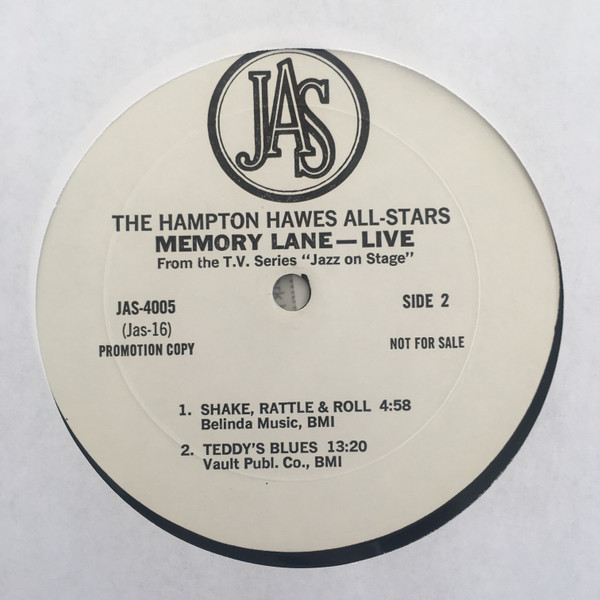 JAS
THE HAMPTON HAWES ALL-STARS
MEMORY LANE—LIVE
From the T.V. Series "Jazz on Stage"
JAS-4005
SIDE 2
(Jas-16)
PROMOTION COPY
NOT FOR SALE
1. SHAKE, RATTLE & ROLL 4:58
Belinda Music, BMI
2. TEDDY'S BLUES 13:20
Vault Publ. Co., BMI